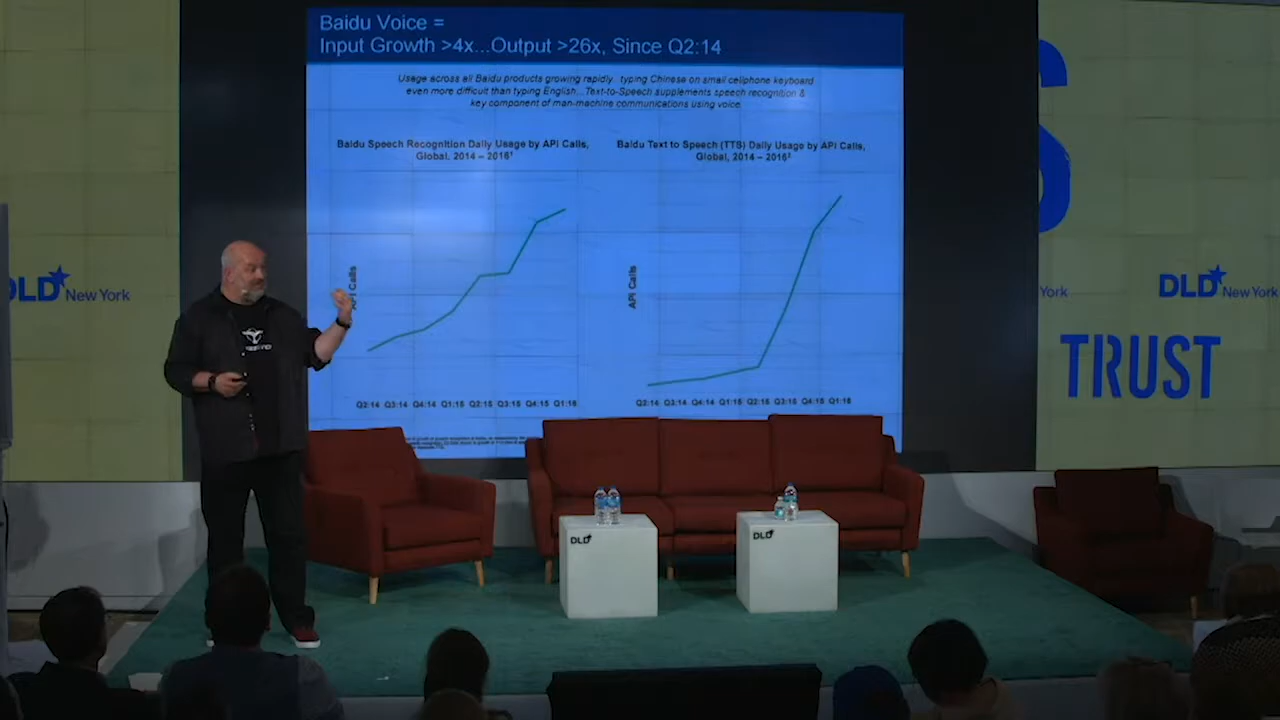 Baidu Voice =
Input Growth >4x...Output >26x, Since Q2:14
Usage across all Baidu products growing rapidly typing Chinese on small cellphone keyboard
even more difficult than typing English...Text-to-Speech supplements speech recognition &
key component of man-machine communications using voice
Baidu Speech Recognition Daily Usage by API Calls,
Global, 2014 – 2016¹
Baidu Text to Speech (TTS) Daily Usage by API Calls,
Global, 2014 – 2016²
API Calls
API Calls
Q2:14 Q3:14 Q4:14 Q1:15 Q2:15 Q3:15 Q4:15 Q1:16
Q2:14 Q3:14 Q4:14 Q1:15 Q2:15 Q3:15 Q4:15 Q1:16
DLD New York
York
DLD New York
S
TRUST
DLD
DLD